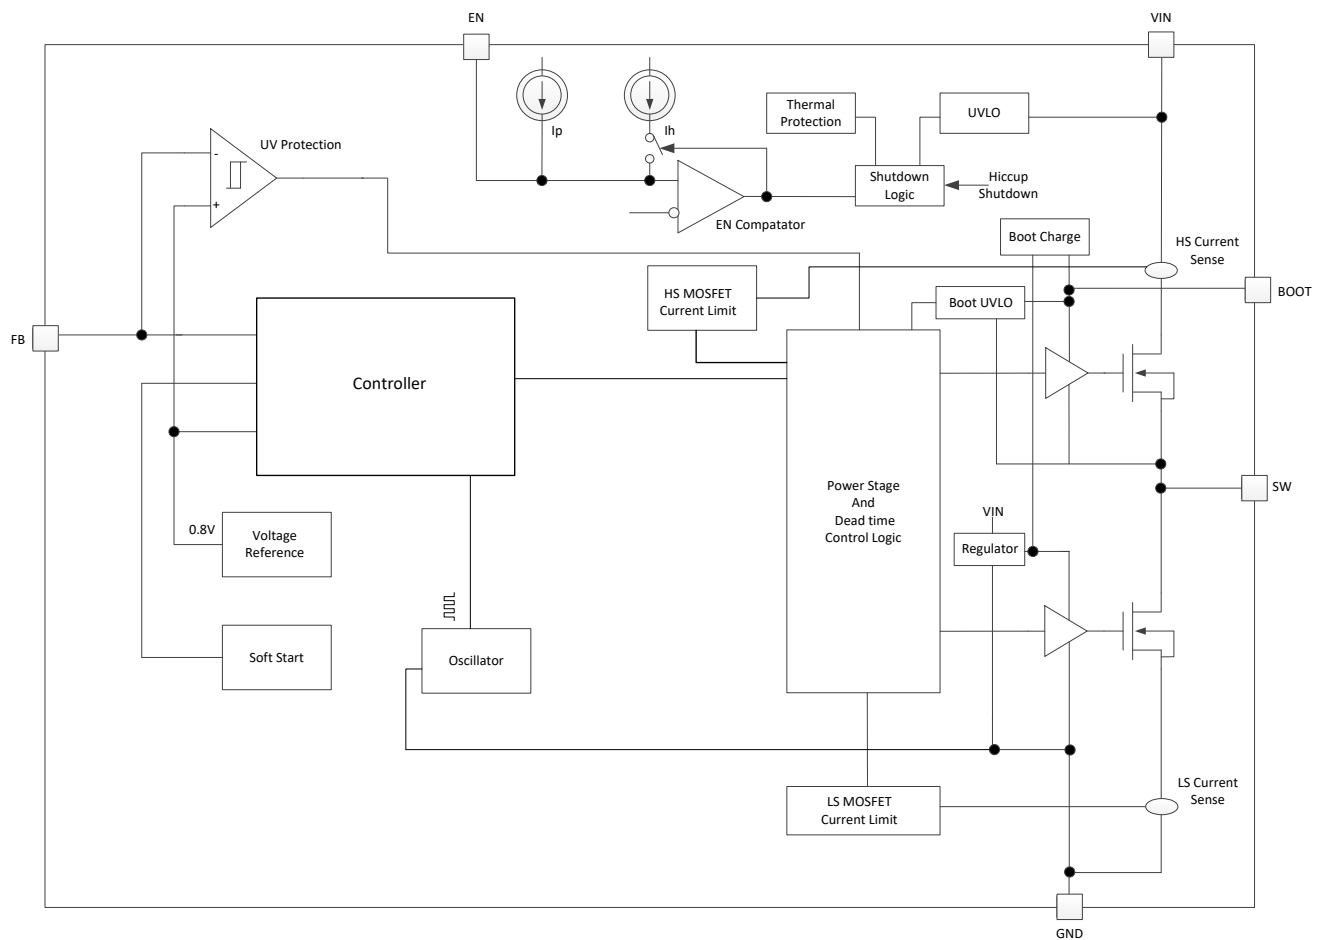 EN
VIN
Ip
Ih
Thermal
Protection
UVLO
UV Protection
-
+
Shutdown
Logic
Hiccup
Shutdown
EN Compatator
Boot Charge
HS Current
Sense
HS MOSFET
Current Limit
Boot UVLO
BOOT
FB
Controller
Power Stage
And
Dead time
Control Logic
SW
0.8V
Voltage
Reference
VIN
Regulator
Soft Start
Oscillator
LS MOSFET
Current Limit
LS Current
Sense
GND